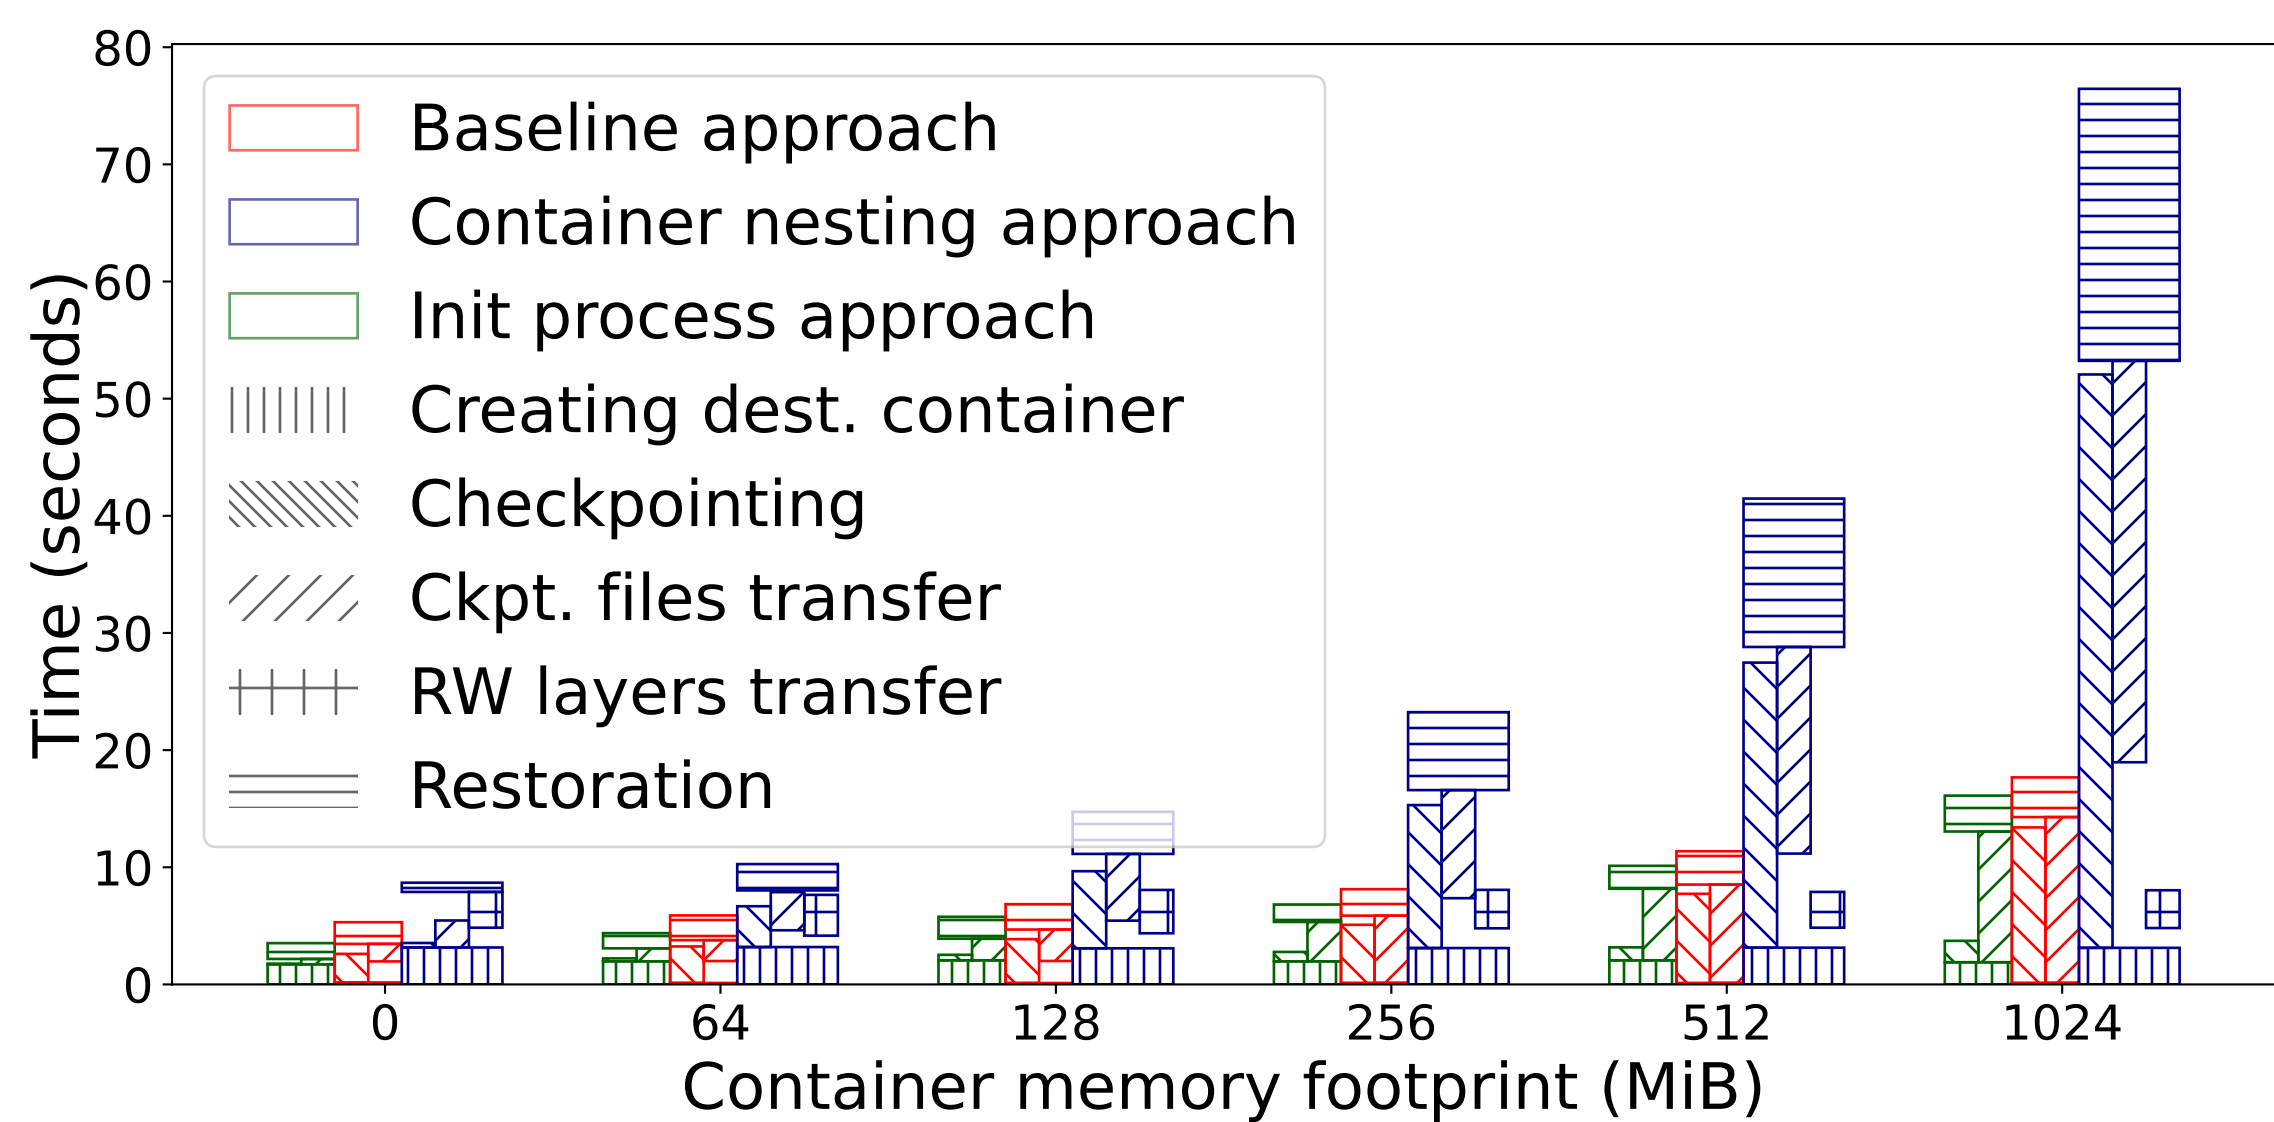 80
70
60
50
40
30
20
10
0
Time (seconds)
Baseline approach
Container nesting approach
Init process approach
Creating dest. container
Checkpointing
Ckpt. files transfer
RW layers transfer
Restoration
0 64 128 256 512 1024
Container memory footprint (MiB)